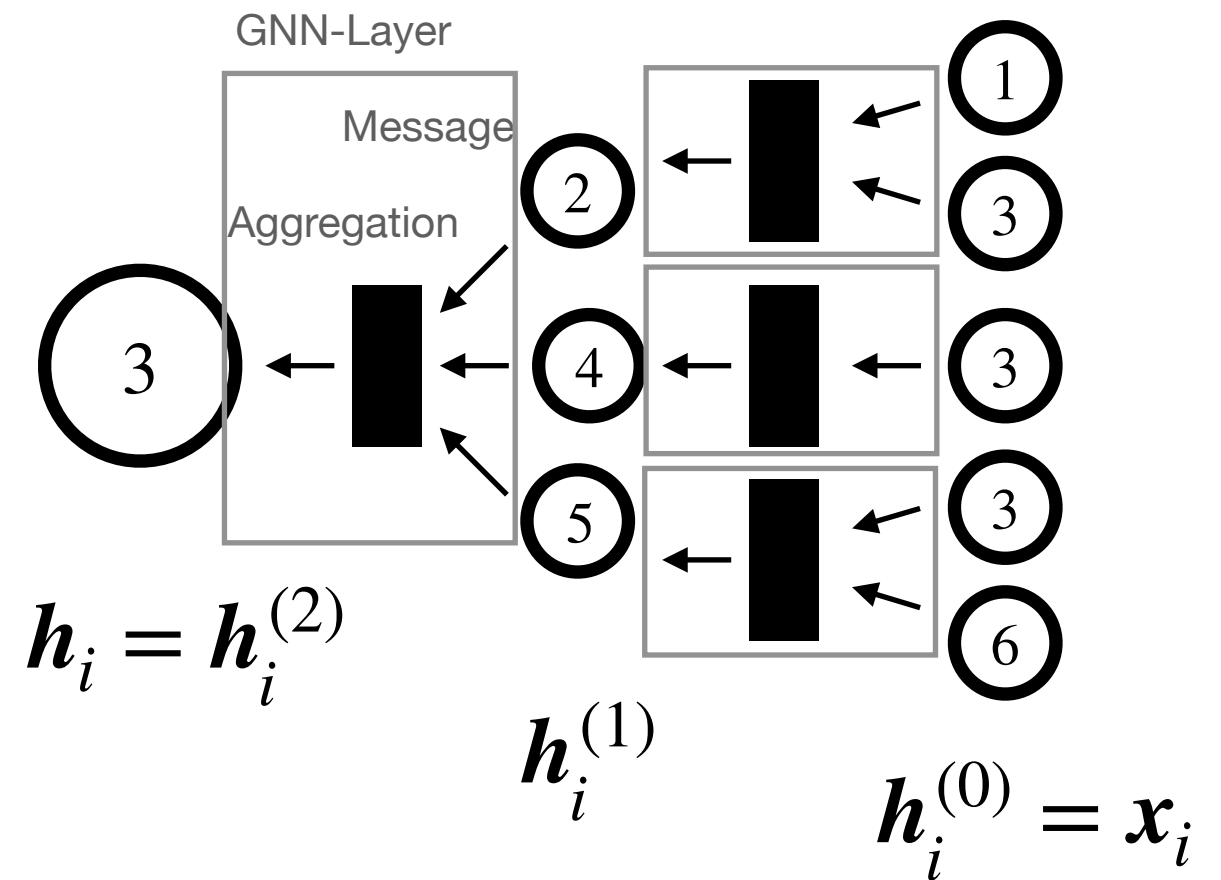 GNN-Layer
Message
Aggregation
1
2
3
3
4
3
5
3
6
h_i = h_i^{(2)}
h_i^{(1)}
h_i^{(0)} = x_i